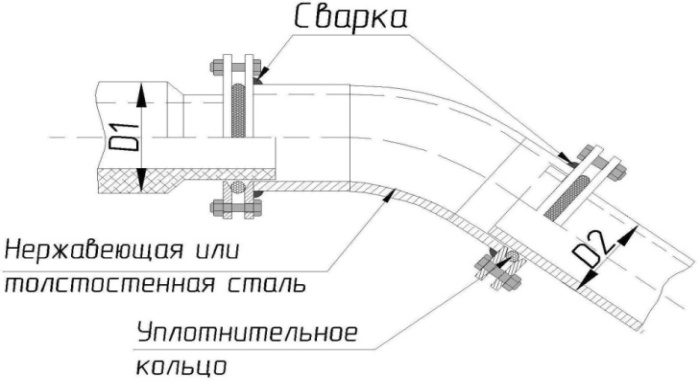 Сварка
D1
Нержавеющая или
толстостенная сталь
D2
Уплотнительное
кольцо